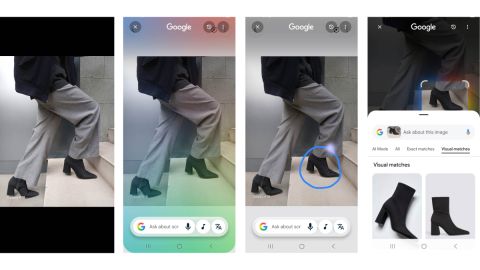 Google
Ask about scr
Google
Ask about scr
Google
Ask about this image
AI Mode
All
Exact matches
Visual matches
Visual matches